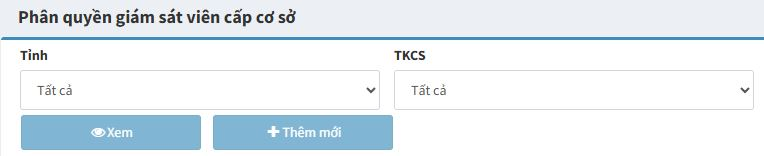 Phân quyền giám sát viên cấp cơ sở
Tỉnh TKCS
Tất cả Tất cả
Xem Thêm mới